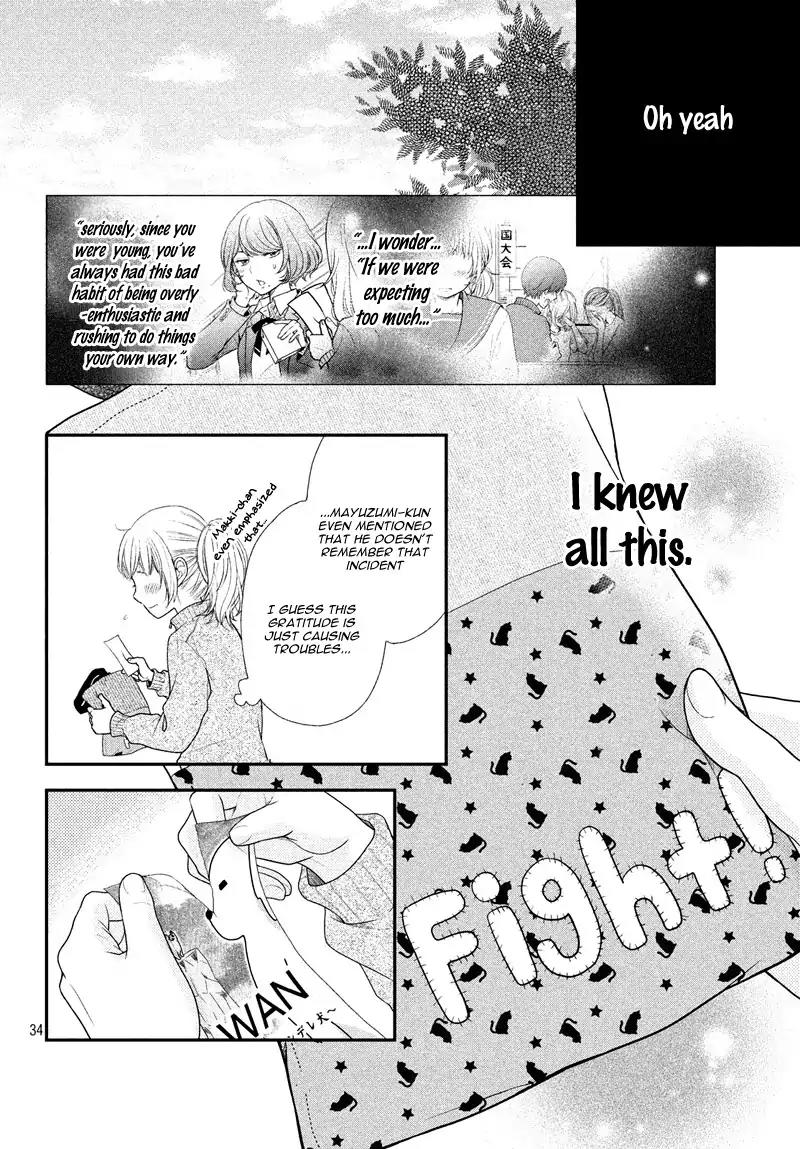 Oh yeah
"...I wonder...
"If we were
expecting
too much..."
国大会
"seriously, since you
were young, you've
always had this bad
habit of being overly
-enthusiastic and
rushing to do things
your own way."
I knew
all this.
...MAYUZUMI-KUN
EVEN MENTIONED
THAT HE DOESN'T
REMEMBER THAT
INCIDENT
I GUESS THIS
GRATITUDE IS
JUST CAUSING
TROUBLES...
Makki-chan
even emphasized
that...
Fight!
WAN
デレ犬～
34